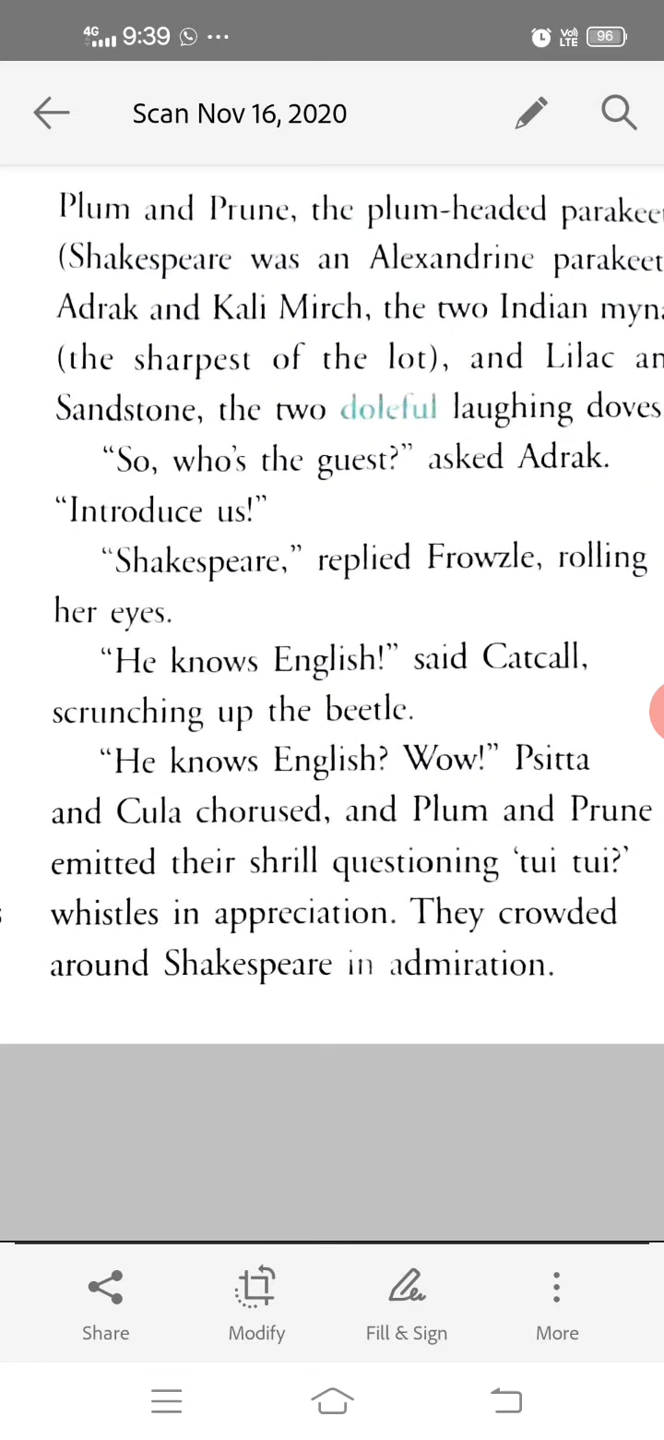 4G 9:39 ... VoLTE 96
Scan Nov 16, 2020
Plum and Prune, the plum-headed
(Shakespeare was an Alexandrine parakeet
Adrak and Kali Mirch, the two Indian
(the sharpest of the lot), and Lilac
Sandstone, the two doleful laughing doves
“So, who’s the guest?” asked Adrak.
“Introduce us!”
“Shakespeare,” replied Frowzle, rolling
her eyes.
“He knows English!” said Catcall,
scrunching up the beetle.
“He knows English? Wow!” Psitta
and Cula chorused, and Plum and Prune
emitted their shrill questioning ‘tui tui?’
whistles in appreciation. They crowded
around Shakespeare in admiration.
Share Modify Fill & Sign More